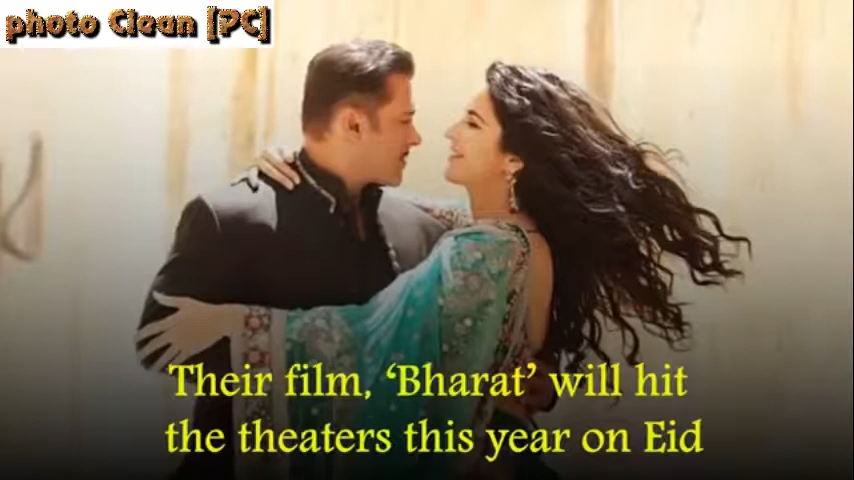 photo Clean [PC]
Their film, ‘Bharat’ will hit
the theaters this year on Eid